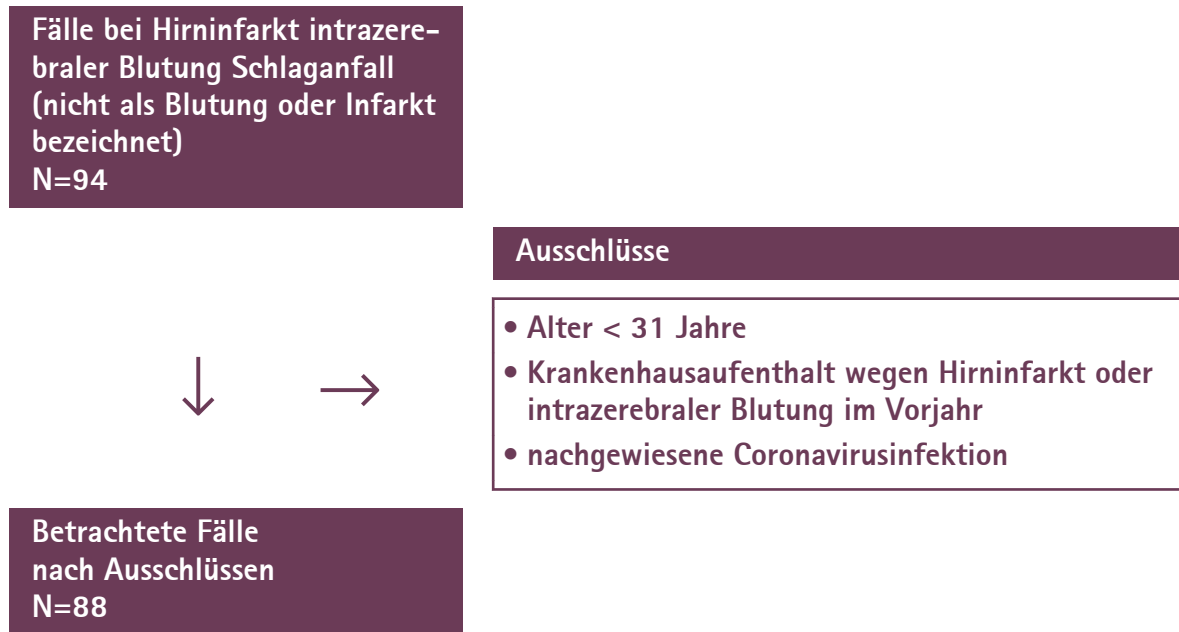 Fälle bei Hirninfarkt intrazere-
braler Blutung Schlaganfall
(nicht als Blutung oder Infarkt
bezeichnet)
N=94
Ausschlüsse
• Alter < 31 Jahre
• Krankenhausaufenthalt wegen Hirninfarkt oder
intrazerebraler Blutung im Vorjahr
• nachgewiesene Coronavirusinfektion
Betrachtete Fälle
nach Ausschlüssen
N=88